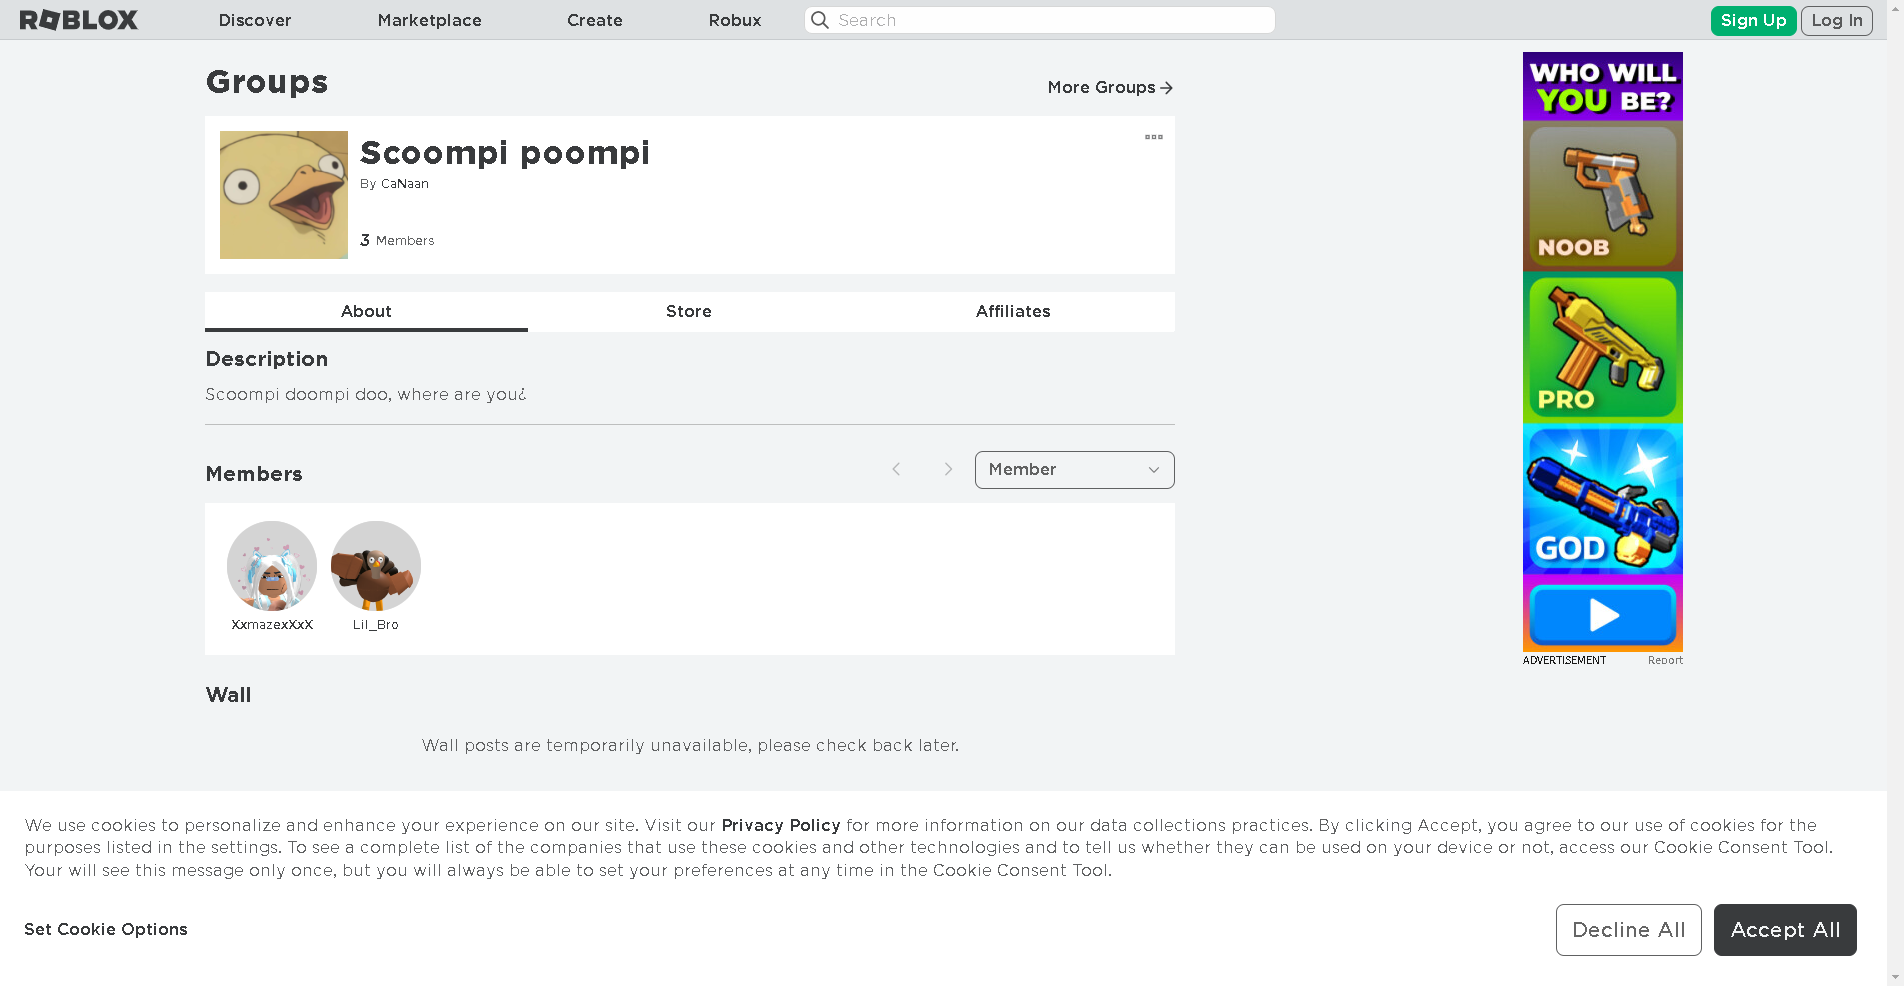 ROBLOX
Discover
Marketplace
Create
Robux
Search
Sign Up
Log In
Groups
More Groups
Scoompi poompi
By CaNaan
3 Members
About
Store
Affiliates
Description
Scoompi doompi doo, where are you¿
Members
Member
XxmazexXxX
Lil_Bro
Wall
Wall posts are temporarily unavailable, please check back later.
WHO WILL
YOU BE?
NOOB
PRO
GOD
ADVERTISEMENT
Report
We use cookies to personalize and enhance your experience on our site. Visit our Privacy Policy for more information on our data collections practices. By clicking Accept, you agree to our use of cookies for the
purposes listed in the settings. To see a complete list of the companies that use these cookies and other technologies and to tell us whether they can be used on your device or not, access our Cookie Consent Tool.
Your will see this message only once, but you will always be able to set your preferences at any time in the Cookie Consent Tool.
Set Cookie Options
Decline All
Accept All